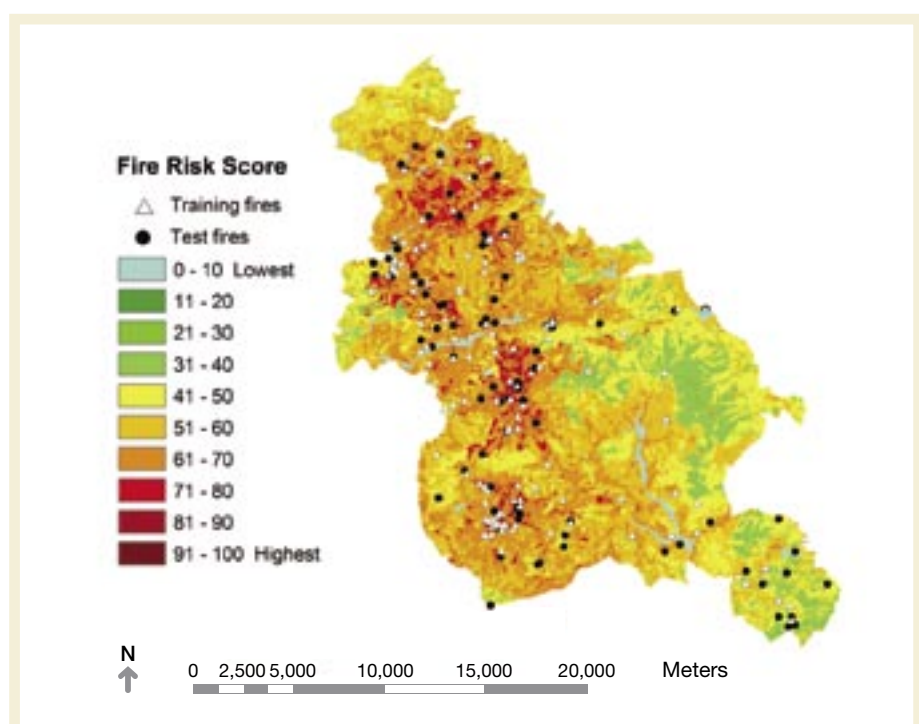 Fire Risk Score
Training fires
Test fires
0 - 10 Lowest
11 - 20
21 - 30
31 - 40
41 - 50
51 - 60
61 - 70
71 - 80
81 - 90
91 - 100 Highest
N
0 2,500 5,000 10,000 15,000 20,000 Meters